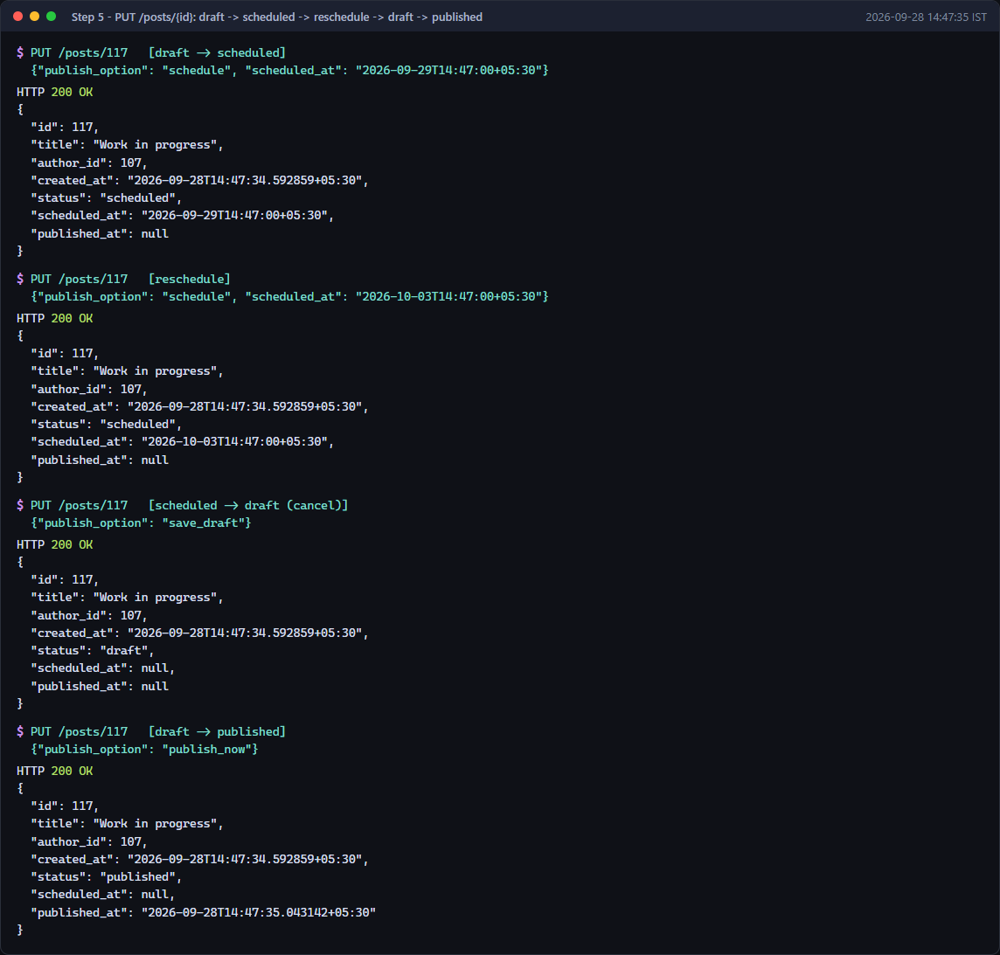 Step 5 - PUT /posts/{id}: draft -> scheduled -> reschedule -> draft -> published
2026-09-28 14:47:35 IST
$ PUT /posts/117   [draft → scheduled]
  {"publish_option": "schedule", "scheduled_at": "2026-09-29T14:47:00+05:30"}
HTTP 200 OK
{
  "id": 117,
  "title": "Work in progress",
  "author_id": 107,
  "created_at": "2026-09-28T14:47:34.592859+05:30",
  "status": "scheduled",
  "scheduled_at": "2026-09-29T14:47:00+05:30",
  "published_at": null
}
$ PUT /posts/117   [reschedule]
  {"publish_option": "schedule", "scheduled_at": "2026-10-03T14:47:00+05:30"}
HTTP 200 OK
{
  "id": 117,
  "title": "Work in progress",
  "author_id": 107,
  "created_at": "2026-09-28T14:47:34.592859+05:30",
  "status": "scheduled",
  "scheduled_at": "2026-10-03T14:47:00+05:30",
  "published_at": null
}
$ PUT /posts/117   [scheduled → draft (cancel)]
  {"publish_option": "save_draft"}
HTTP 200 OK
{
  "id": 117,
  "title": "Work in progress",
  "author_id": 107,
  "created_at": "2026-09-28T14:47:34.592859+05:30",
  "status": "draft",
  "scheduled_at": null,
  "published_at": null
}
$ PUT /posts/117   [draft → published]
  {"publish_option": "publish_now"}
HTTP 200 OK
{
  "id": 117,
  "title": "Work in progress",
  "author_id": 107,
  "created_at": "2026-09-28T14:47:34.592859+05:30",
  "status": "published",
  "scheduled_at": null,
  "published_at": "2026-09-28T14:47:35.043142+05:30"
}